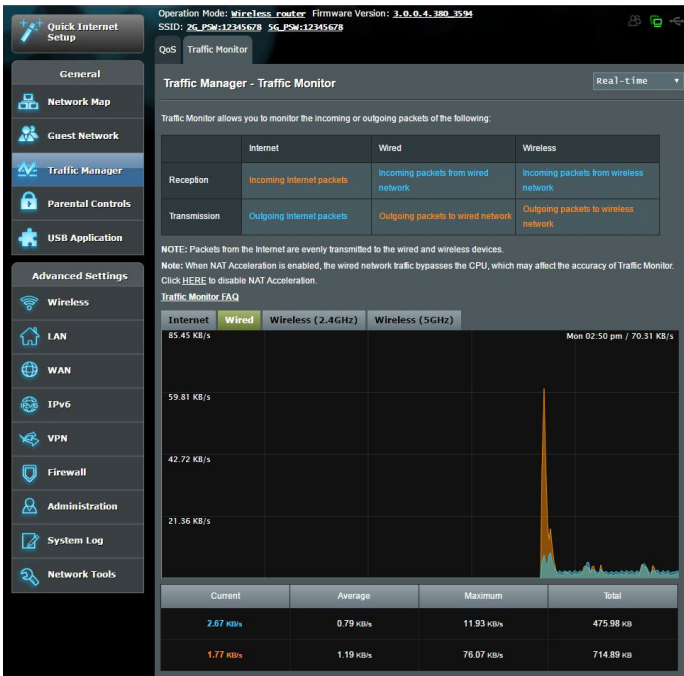 Quick Internet
Setup
General
Network Map
Guest Network
Traffic Manager
Parental Controls
USB Application
Advanced Settings
Wireless
LAN
WAN
IPv6
VPN
Firewall
Administration
System Log
Network Tools
Operation Mode: Wireless router Firmware Version: 3.0.0.4.380_3594
SSID: 2G_PSW:12345678 5G_PSW:12345678
QoS Traffic Monitor
Traffic Manager - Traffic Monitor Real-time
Traffic Monitor allows you to monitor the incoming or outgoing packets of the following:
Internet Wired Wireless
Reception Incoming Internet packets Incoming packets from wired network Incoming packets from wireless network
Transmission Outgoing Internet packets Outgoing packets to wired network Outgoing packets to wireless network
NOTE: Packets from the Internet are evenly transmitted to the wired and wireless devices.
Note: When NAT Acceleration is enabled, the wired network traffic bypasses the CPU, which may affect the accuracy of Traffic Monitor.
Click HERE to disable NAT Acceleration.
Traffic Monitor FAQ
Internet Wired Wireless (2.4GHz) Wireless (5GHz)
85.45 KB/s Mon 02:50 pm / 70.31 KB/s
59.81 KB/s
42.72 KB/s
21.36 KB/s
Current Average Maximum Total
2.67 KB/s 0.79 KB/s 11.93 KB/s 475.98 KB
1.77 KB/s 1.19 KB/s 76.07 KB/s 714.89 KB